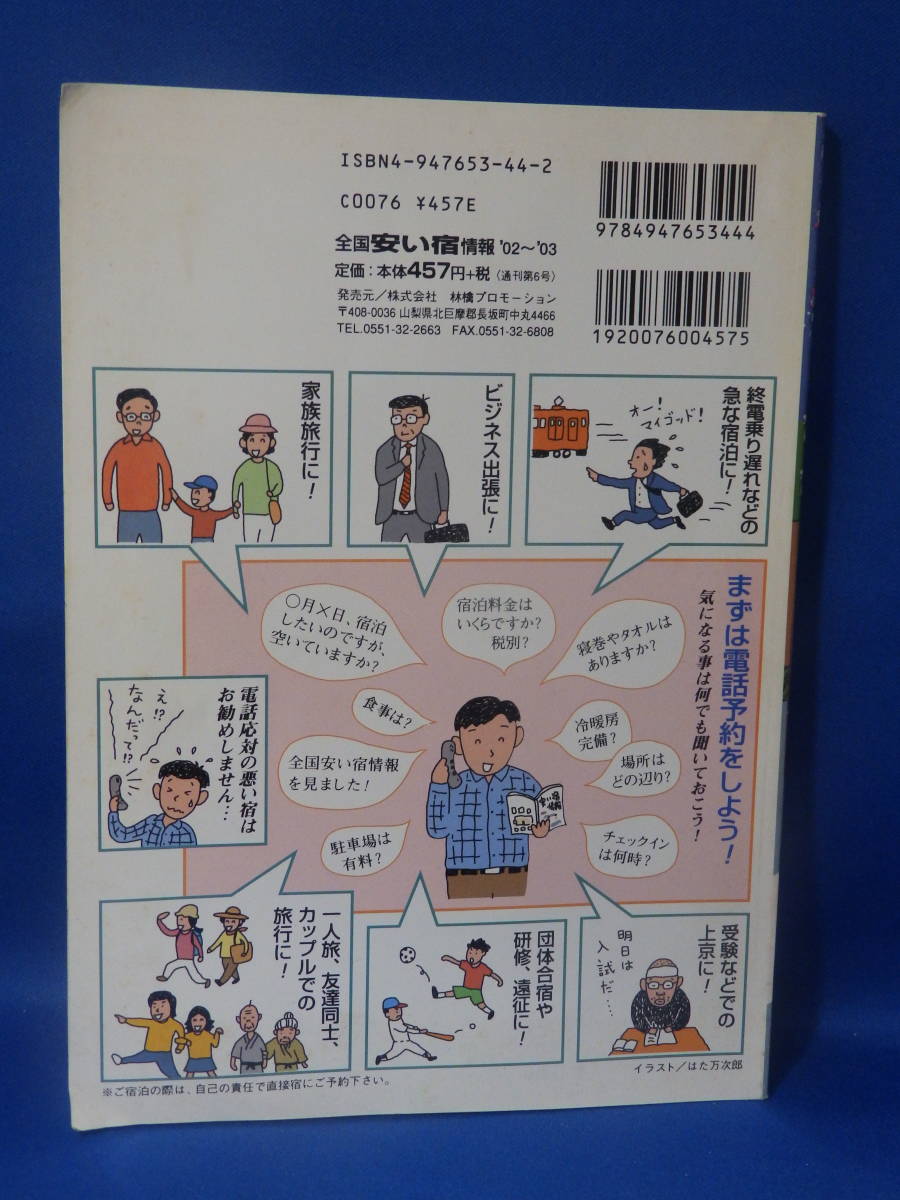 ISBN4-947653-44-2
C0076 ¥457E
全国安い宿情報 '02～'03
定価：本体457円+税（通刊第6号）
発売元／株式会社 林檎プロモーション
〒408-0036 山梨県北巨摩郡長坂町中丸4466
TEL.0551-32-2663 FAX.0551-32-6808
9784947653444
1920076004575
家族旅行に！
ビジネス出張に！
終電乗り遅れなどの
急な宿泊に！
オー！
マイゴッド！
まずは電話予約をしよう！
気になる事は何でも聞いておこう！
〇月×日、宿泊
したいのですが、
空いていますか？
宿泊料金は
いくらですか？
税別？
寝巻やタオルは
ありますか？
食事は？
冷暖房
完備？
全国安い宿情報
を見ました！
場所は
どの辺り？
駐車場は
有料？
チェックイン
は何時？
安い宿
情報
電話応対の悪い宿は
お勧めしません…
え!?
なんだって!?
一人旅、友達同士、
カップルでの
旅行に！
団体合宿や
研修、遠征に！
受験などでの
上京に！
明日は
入試だ…
イラスト／はた万次郎
※ご宿泊の際は、自己の責任で直接宿にご予約下さい。